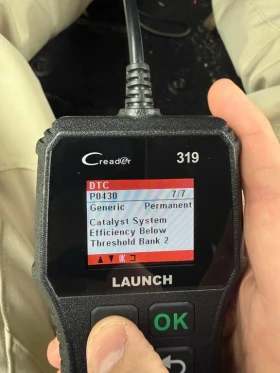 Creader 319
DTC
P0430 7/7
Generic Permanent
Catalyst System
Efficiency Below
Threshold Bank 2
OK
LAUNCH
OK